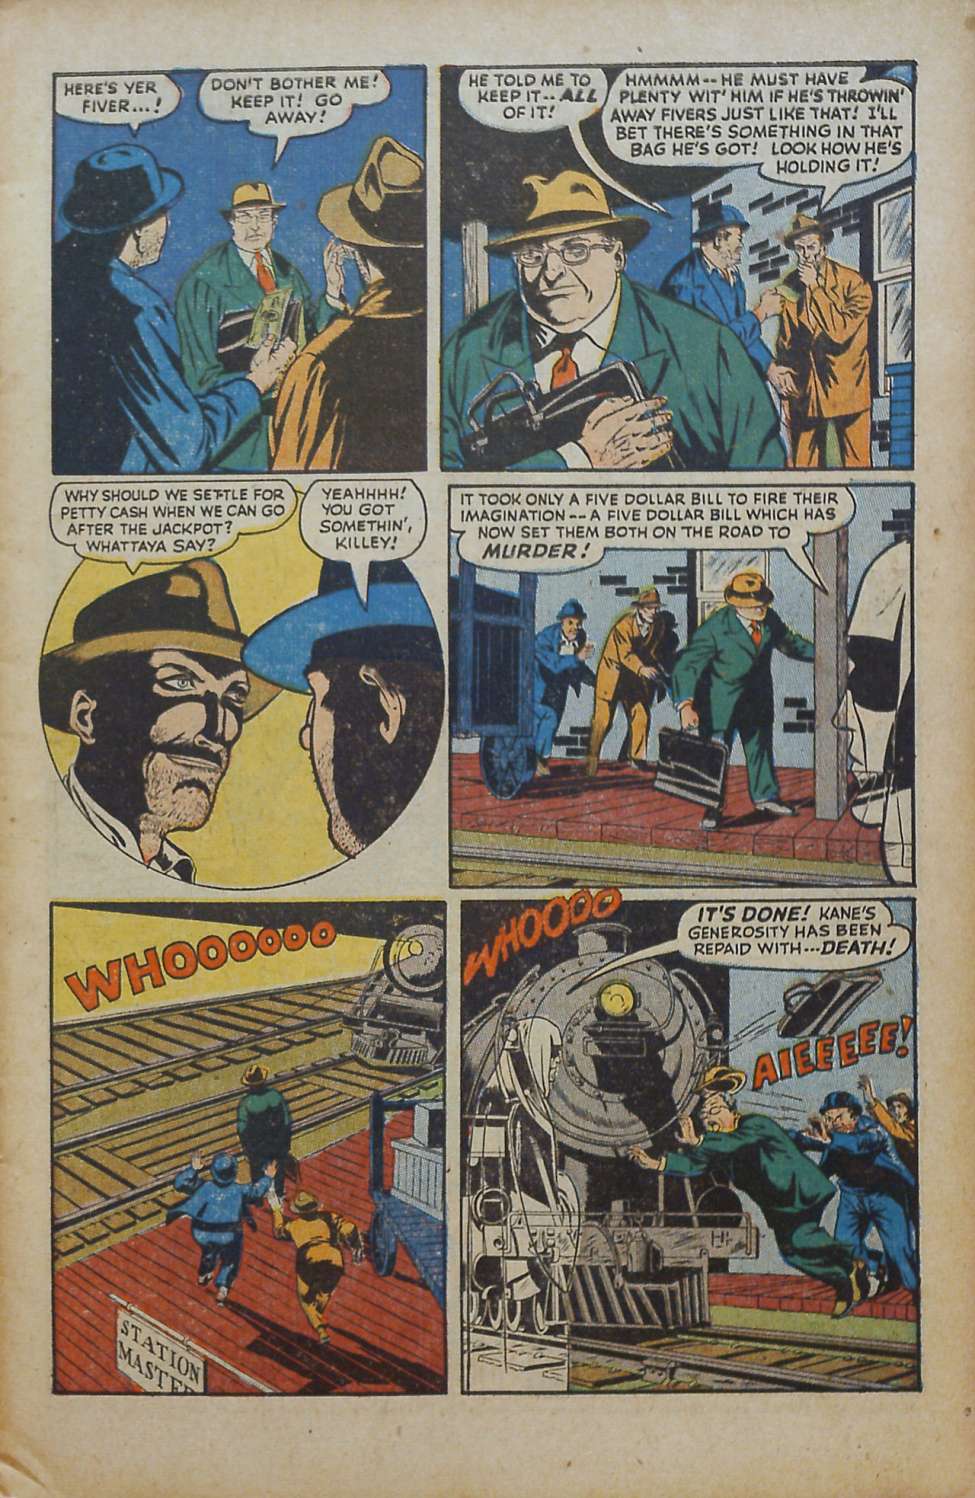 HERE'S YER
FIVER...!
DON'T BOTHER ME!
KEEP IT! GO
AWAY!
HE TOLD ME TO
KEEP IT-- ALL
OF IT!
HMMMM-- HE MUST HAVE
PLENTY WIT' HIM IF HE'S THROWIN'
AWAY FIVERS JUST LIKE THAT! I'LL
BET THERE'S SOMETHING IN THAT
BAG HE'S GOT! LOOK HOW HE'S
HOLDING IT!
WHY SHOULD WE SETTLE FOR
PETTY CASH WHEN WE CAN GO
AFTER THE JACKPOT?
WHATTAYA SAY?
YEAHHHH!
YOU GOT
SOMETHIN',
KILLEY!
IT TOOK ONLY A FIVE DOLLAR BILL TO FIRE THEIR
IMAGINATION-- A FIVE DOLLAR BILL WHICH HAS
NOW SET THEM BOTH ON THE ROAD TO
MURDER!
WHOOOOOO
STATION
MASTER
WHOOOO
IT'S DONE! KANE'S
GENEROSITY HAS BEEN
REPAID WITH---DEATH!
AIEEEEE!